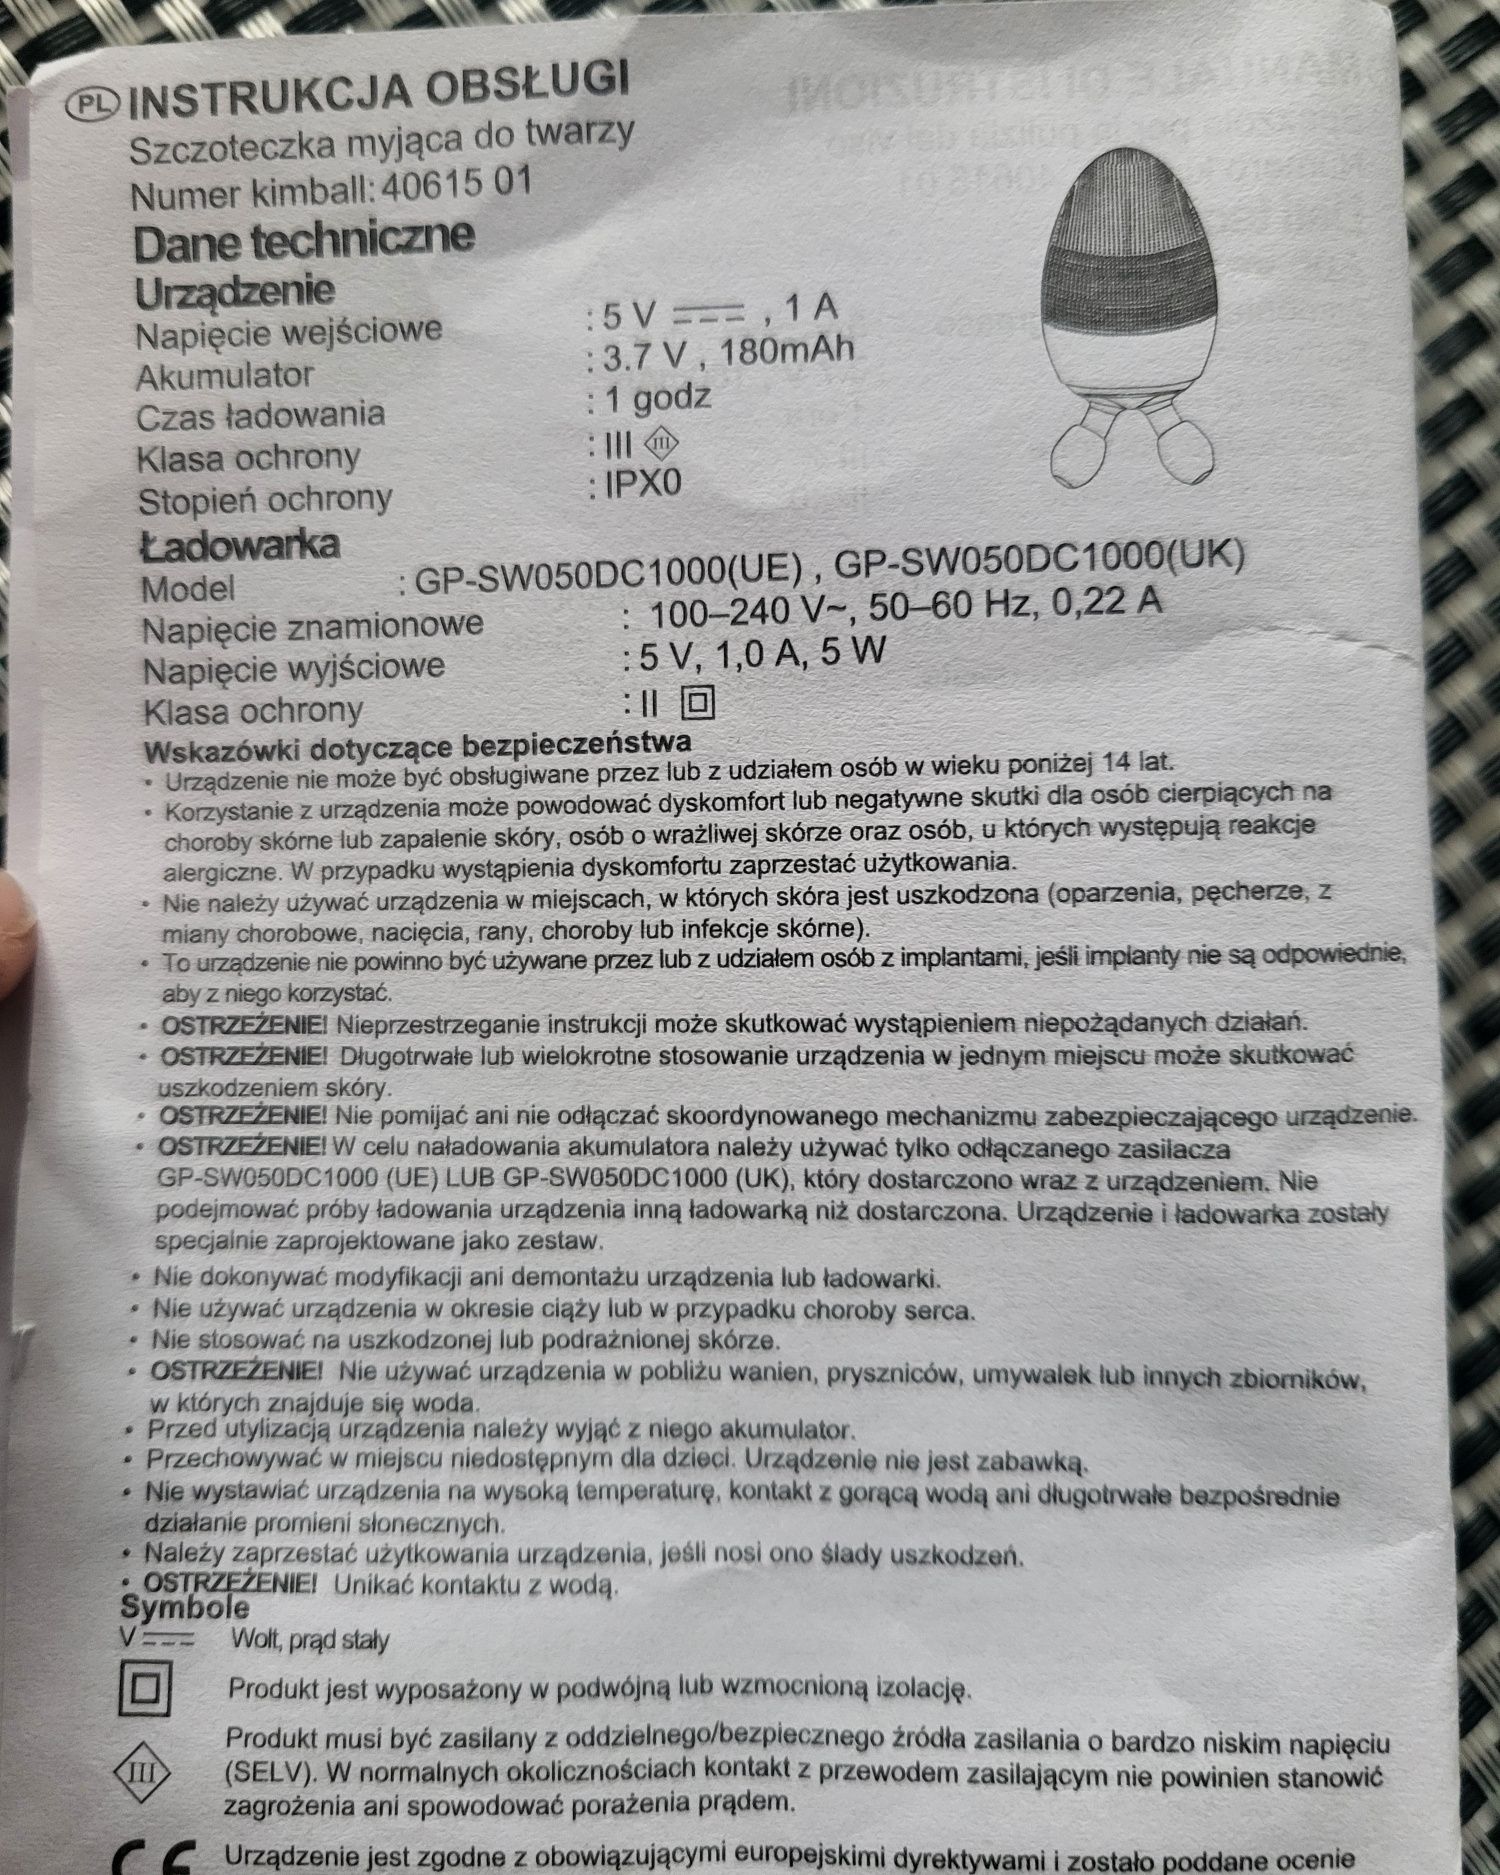 PL INSTRUKCJA OBSŁUGI
Szczoteczka myjąca do twarzy
Numer kimball: 40615 01
Dane techniczne
Urządzenie
Napięcie wejściowe : 5 V ⎓ , 1 A
Akumulator : 3.7 V , 180mAh
Czas ładowania : 1 godz
Klasa ochrony : III III
Stopień ochrony : IPX0
Ładowarka
Model : GP-SW050DC1000(UE) , GP-SW050DC1000(UK)
Napięcie znamionowe : 100–240 V~, 50–60 Hz, 0,22 A
Napięcie wyjściowe : 5 V, 1,0 A, 5 W
Klasa ochrony : II
Wskazówki dotyczące bezpieczeństwa
• Urządzenie nie może być obsługiwane przez lub z udziałem osób w wieku poniżej 14 lat.
• Korzystanie z urządzenia może powodować dyskomfort lub negatywne skutki dla osób cierpiących na
choroby skórne lub zapalenie skóry, osób o wrażliwej skórze oraz osób, u których występują reakcje
alergiczne. W przypadku wystąpienia dyskomfortu zaprzestać użytkowania.
• Nie należy używać urządzenia w miejscach, w których skóra jest uszkodzona (oparzenia, pęcherze, z
miany chorobowe, nacięcia, rany, choroby lub infekcje skórne).
• To urządzenie nie powinno być używane przez lub z udziałem osób z implantami, jeśli implanty nie są odpowiednie,
aby z niego korzystać.
• OSTRZEŻENIE! Nieprzestrzeganie instrukcji może skutkować wystąpieniem niepożądanych działań.
• OSTRZEŻENIE! Długotrwałe lub wielokrotne stosowanie urządzenia w jednym miejscu może skutkować
uszkodzeniem skóry.
• OSTRZEŻENIE! Nie pomijać ani nie odłączać skoordynowanego mechanizmu zabezpieczającego urządzenie.
• OSTRZEŻENIE! W celu naładowania akumulatora należy używać tylko odłączanego zasilacza
GP-SW050DC1000 (UE) LUB GP-SW050DC1000 (UK), który dostarczono wraz z urządzeniem. Nie
podejmować próby ładowania urządzenia inną ładowarką niż dostarczona. Urządzenie i ładowarka zostały
specjalnie zaprojektowane jako zestaw.
• Nie dokonywać modyfikacji ani demontażu urządzenia lub ładowarki.
• Nie używać urządzenia w okresie ciąży lub w przypadku choroby serca.
• Nie stosować na uszkodzonej lub podrażnionej skórze.
• OSTRZEŻENIE! Nie używać urządzenia w pobliżu wanien, pryszniców, umywalek lub innych zbiorników,
w których znajduje się woda.
• Przed utylizacją urządzenia należy wyjąć z niego akumulator.
• Przechowywać w miejscu niedostępnym dla dzieci. Urządzenie nie jest zabawką.
• Nie wystawiać urządzenia na wysoką temperaturę, kontakt z gorącą wodą ani długotrwałe bezpośrednie
działanie promieni słonecznych.
• Należy zaprzestać użytkowania urządzenia, jeśli nosi ono ślady uszkodzeń.
• OSTRZEŻENIE! Unikać kontaktu z wodą.
Symbole
V ⎓ Wolt, prąd stały
Produkt jest wyposażony w podwójną lub wzmocnioną izolację.
Produkt musi być zasilany z oddzielnego/bezpiecznego źródła zasilania o bardzo niskim napięciu
III (SELV). W normalnych okolicznościach kontakt z przewodem zasilającym nie powinien stanowić
zagrożenia ani spowodować porażenia prądem.
CE Urządzenie jest zgodne z obowiązującymi europejskimi dyrektywami i zostało poddane ocenie